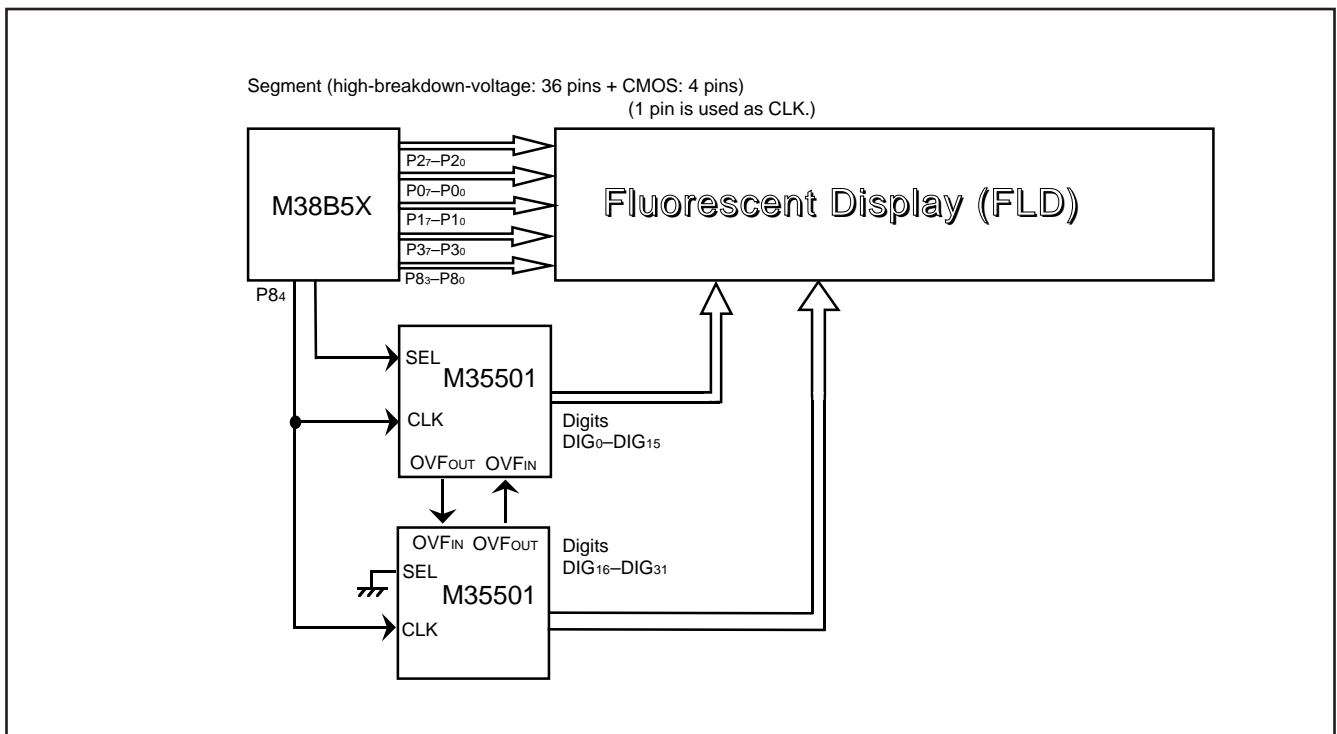 Segment (high-breakdown-voltage: 36 pins + CMOS: 4 pins)
(1 pin is used as CLK.)
M38B5X
P27–P20
P07–P00
P17–P10
P37–P30
P83–P80
Fluorescent Display (FLD)
P84
SEL
M35501
CLK
OVFOUT OVFIN
Digits
DIG0–DIG15
OVFIN OVFOUT
SEL
M35501
CLK
Digits
DIG16–DIG31